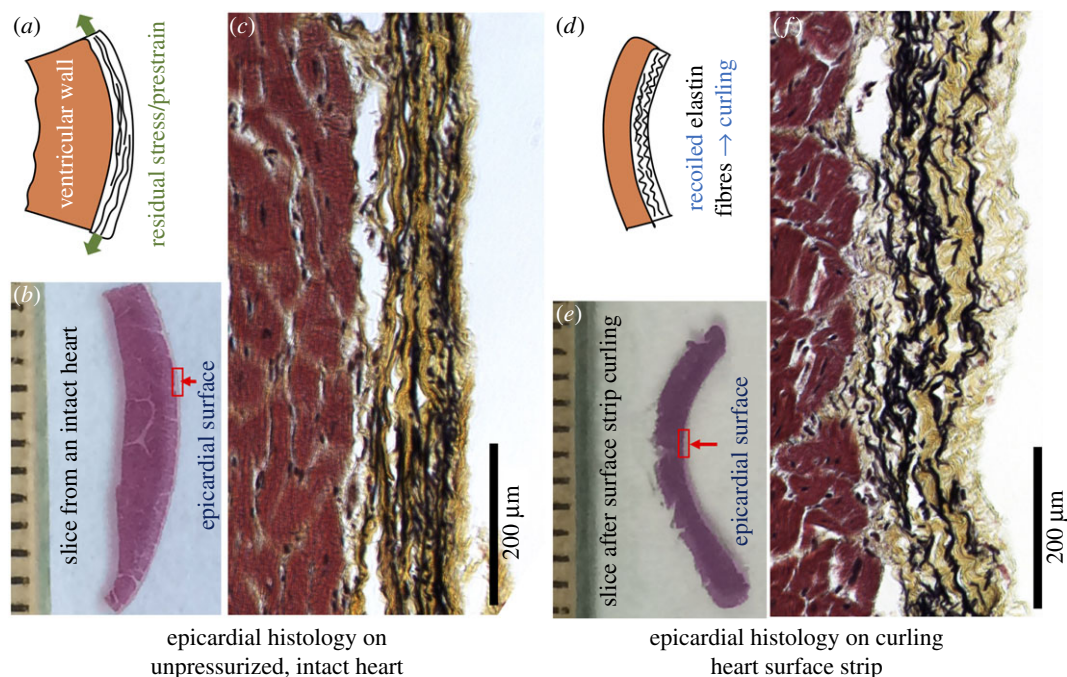 (a)
ventricular wall
residual stress/prestrain
(b)
slice from an intact heart
epicardial surface
(c)
200 μm
epicardial histology on
unpressurized, intact heart
(d)
recoiled elastin
fibres → curling
(e)
slice after surface strip curling
epicardial surface
(f)
200 μm
epicardial histology on curling
heart surface strip